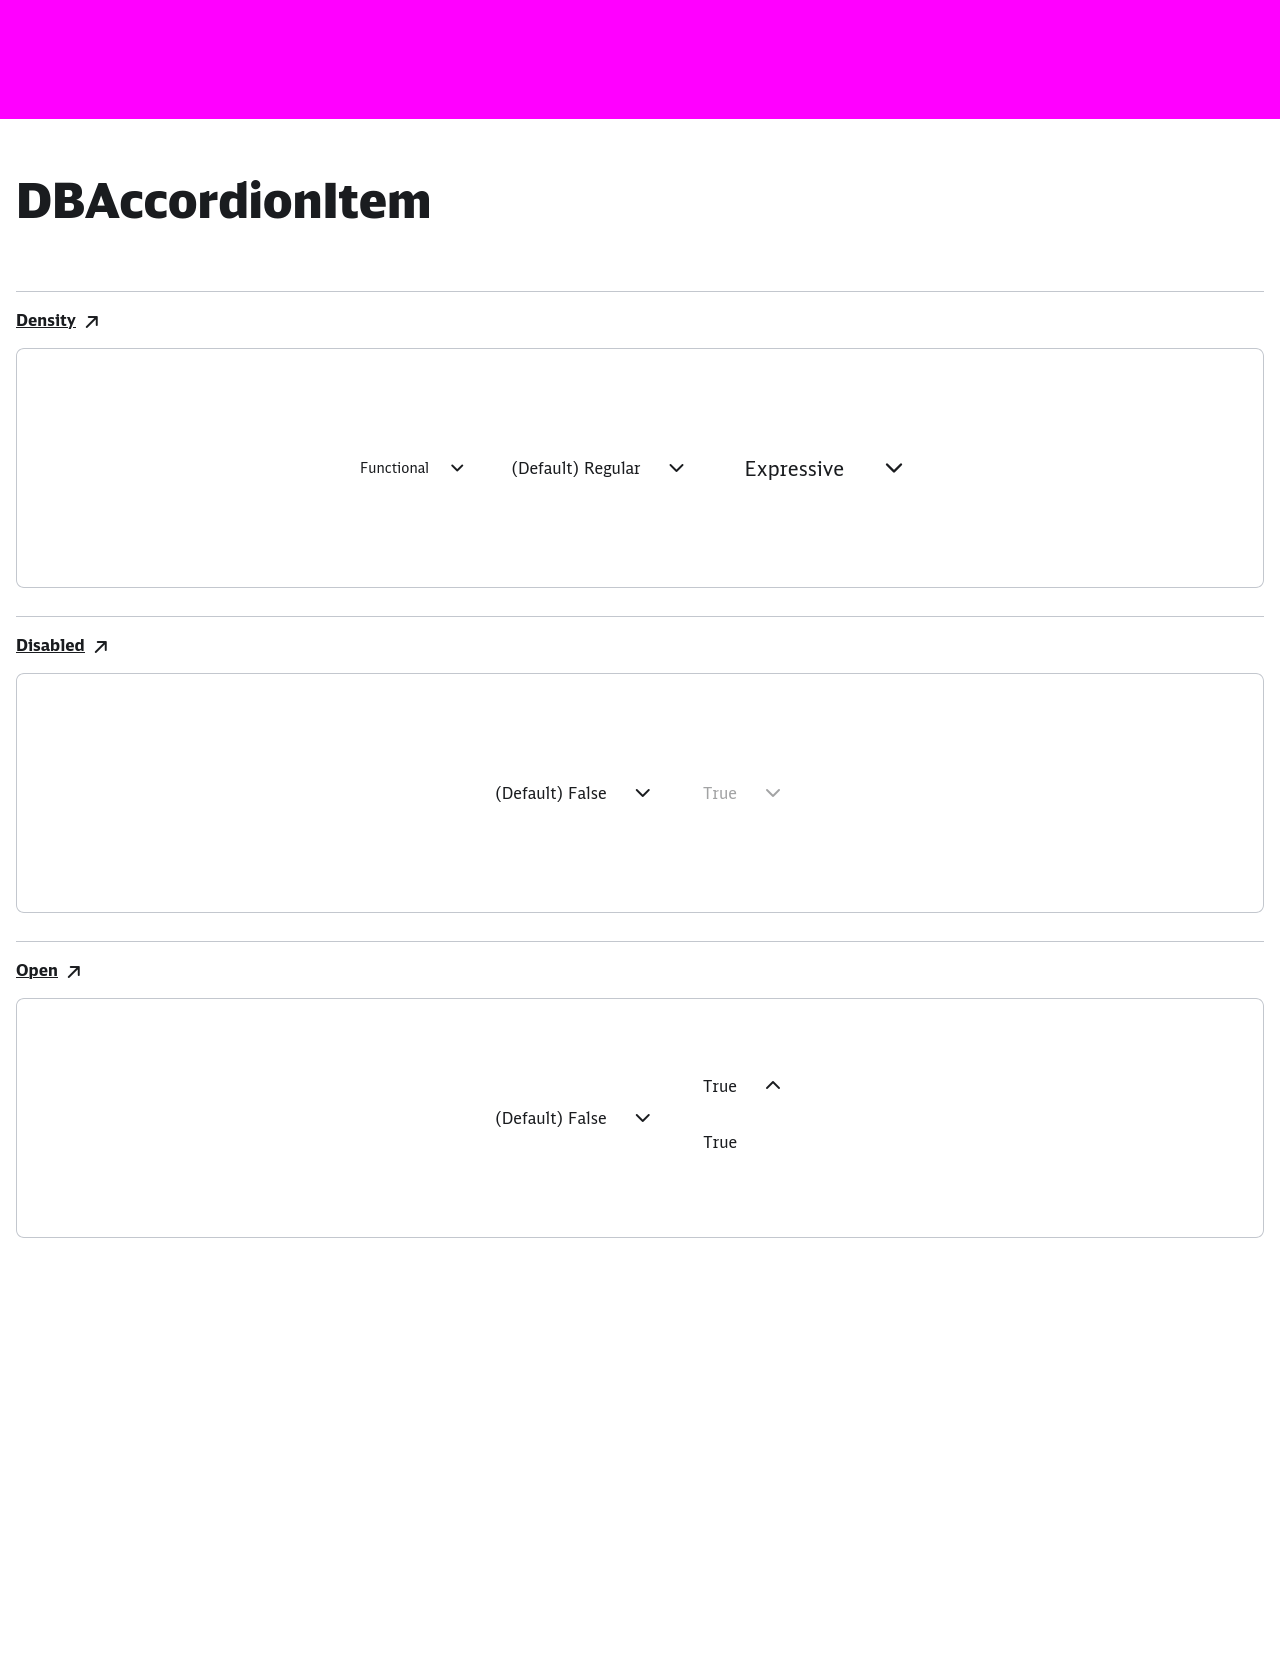 DBAccordionItem
Density
Functional (Default) Regular Expressive
Disabled
(Default) False True
Open
True
(Default) False
True